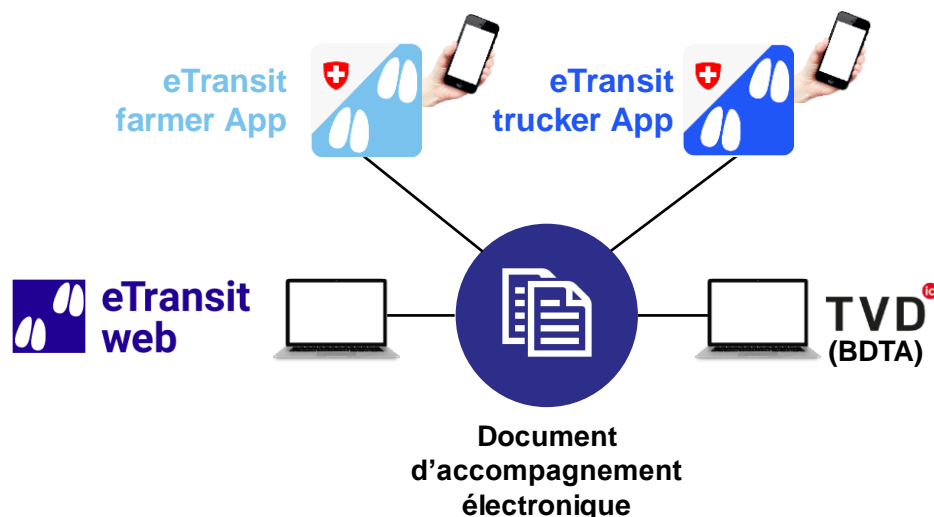 eTransit
farmer App
eTransit
trucker App
eTransit
web
TVD
(BDTA)
Document
d’accompagnement
électronique